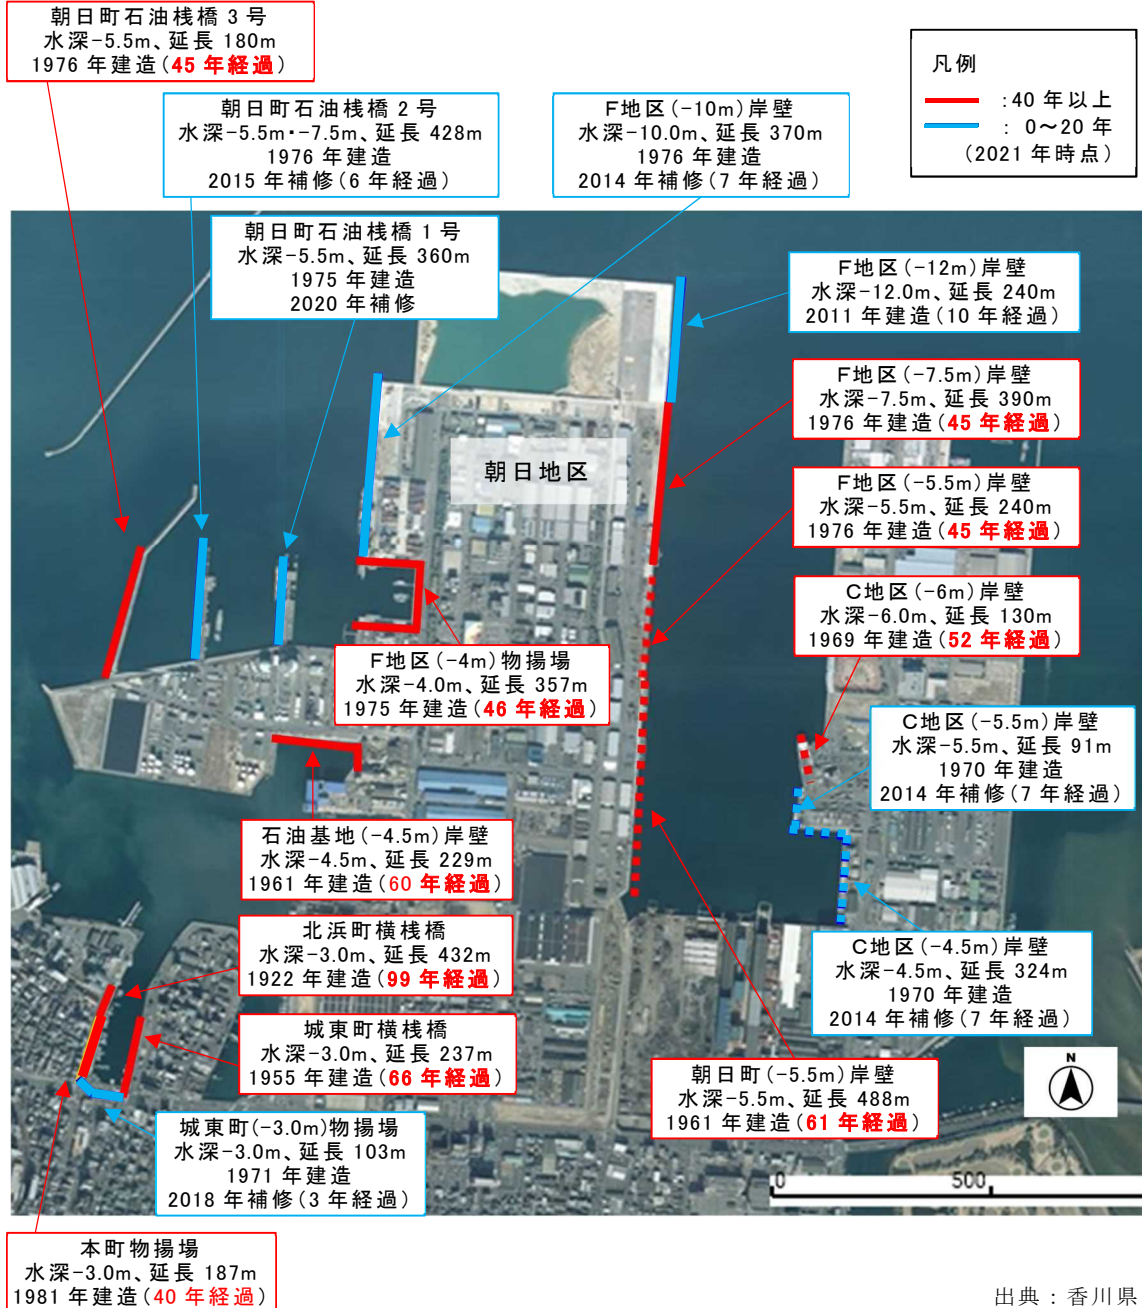 朝日町石油桟橋 3 号
水深-5.5m、延長 180m
1976 年建造(45 年経過)
凡例
:40 年以上
: 0～20 年
(2021 年時点)
朝日町石油桟橋 2 号
水深-5.5m・-7.5m、延長 428m
1976 年建造
2015 年補修(6 年経過)
F地区(-10m)岸壁
水深-10.0m、延長 370m
1976 年建造
2014 年補修(7 年経過)
朝日町石油桟橋 1 号
水深-5.5m、延長 360m
1975 年建造
2020 年補修
F地区(-12m)岸壁
水深-12.0m、延長 240m
2011 年建造(10 年経過)
F地区(-7.5m)岸壁
水深-7.5m、延長 390m
1976 年建造(45 年経過)
朝日地区
F地区(-5.5m)岸壁
水深-5.5m、延長 240m
1976 年建造(45 年経過)
C地区(-6m)岸壁
水深-6.0m、延長 130m
1969 年建造(52 年経過)
F地区(-4m)物揚場
水深-4.0m、延長 357m
1975 年建造(46 年経過)
C地区(-5.5m)岸壁
水深-5.5m、延長 91m
1970 年建造
2014 年補修(7 年経過)
石油基地(-4.5m)岸壁
水深-4.5m、延長 229m
1961 年建造(60 年経過)
北浜町横桟橋
水深-3.0m、延長 432m
1922 年建造(99 年経過)
C地区(-4.5m)岸壁
水深-4.5m、延長 324m
1970 年建造
2014 年補修(7 年経過)
城東町横桟橋
水深-3.0m、延長 237m
1955 年建造(66 年経過)
朝日町(-5.5m)岸壁
水深-5.5m、延長 488m
1961 年建造(61 年経過)
N
城東町(-3.0m)物揚場
水深-3.0m、延長 103m
1971 年建造
2018 年補修(3 年経過)
0 500
本町物揚場
水深-3.0m、延長 187m
1981 年建造(40 年経過)
出典：香川県